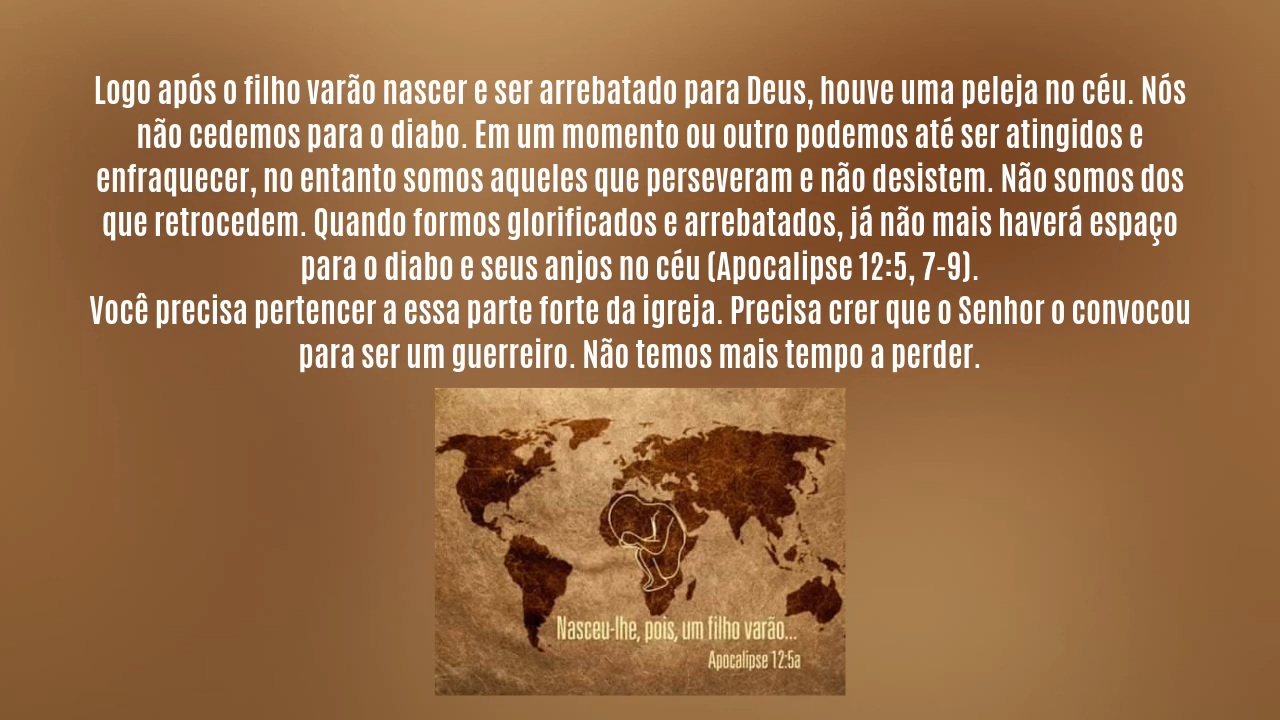 Logo após o filho varão nascer e ser arrebatado para Deus, houve uma peleja no céu. Nós
não cedemos para o diabo. Em um momento ou outro podemos até ser atingidos e
enfraquecer, no entanto somos aqueles que perseveram e não desistem. Não somos dos
que retrocedem. Quando formos glorificados e arrebatados, já não mais haverá espaço
para o diabo e seus anjos no céu (Apocalipse 12:5, 7-9).
Você precisa pertencer a essa parte forte da igreja. Precisa crer que o Senhor o convocou
para ser um guerreiro. Não temos mais tempo a perder.
Nasceu-lhe, pois, um filho varão...
Apocalipse 12:5a